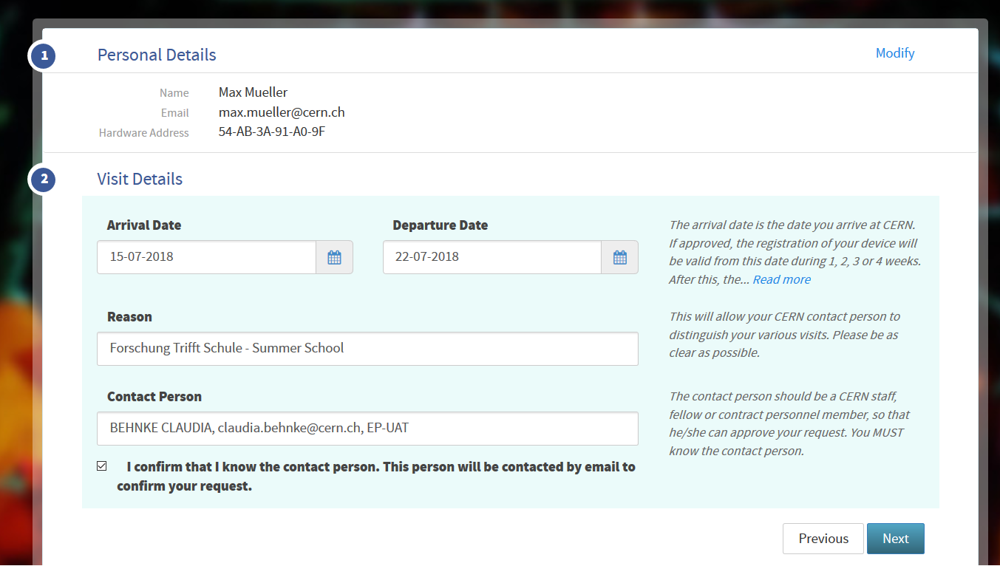 1
Personal Details
Modify
Name
Max Mueller
Email
max.mueller@cern.ch
Hardware Address
54-AB-3A-91-A0-9F
2
Visit Details
Arrival Date
15-07-2018
Departure Date
22-07-2018
The arrival date is the date you arrive at CERN.
If approved, the registration of your device will
be valid from this date during 1, 2, 3 or 4 weeks.
After this, the... Read more
Reason
Forschung Trifft Schule - Summer School
This will allow your CERN contact person to
distinguish your various visits. Please be as
clear as possible.
Contact Person
BEHNKE CLAUDIA, claudia.behnke@cern.ch, EP-UAT
The contact person should be a CERN staff,
fellow or contract personnel member, so that
he/she can approve your request. You MUST
know the contact person.
I confirm that I know the contact person. This person will be contacted by email to
confirm your request.
Previous
Next